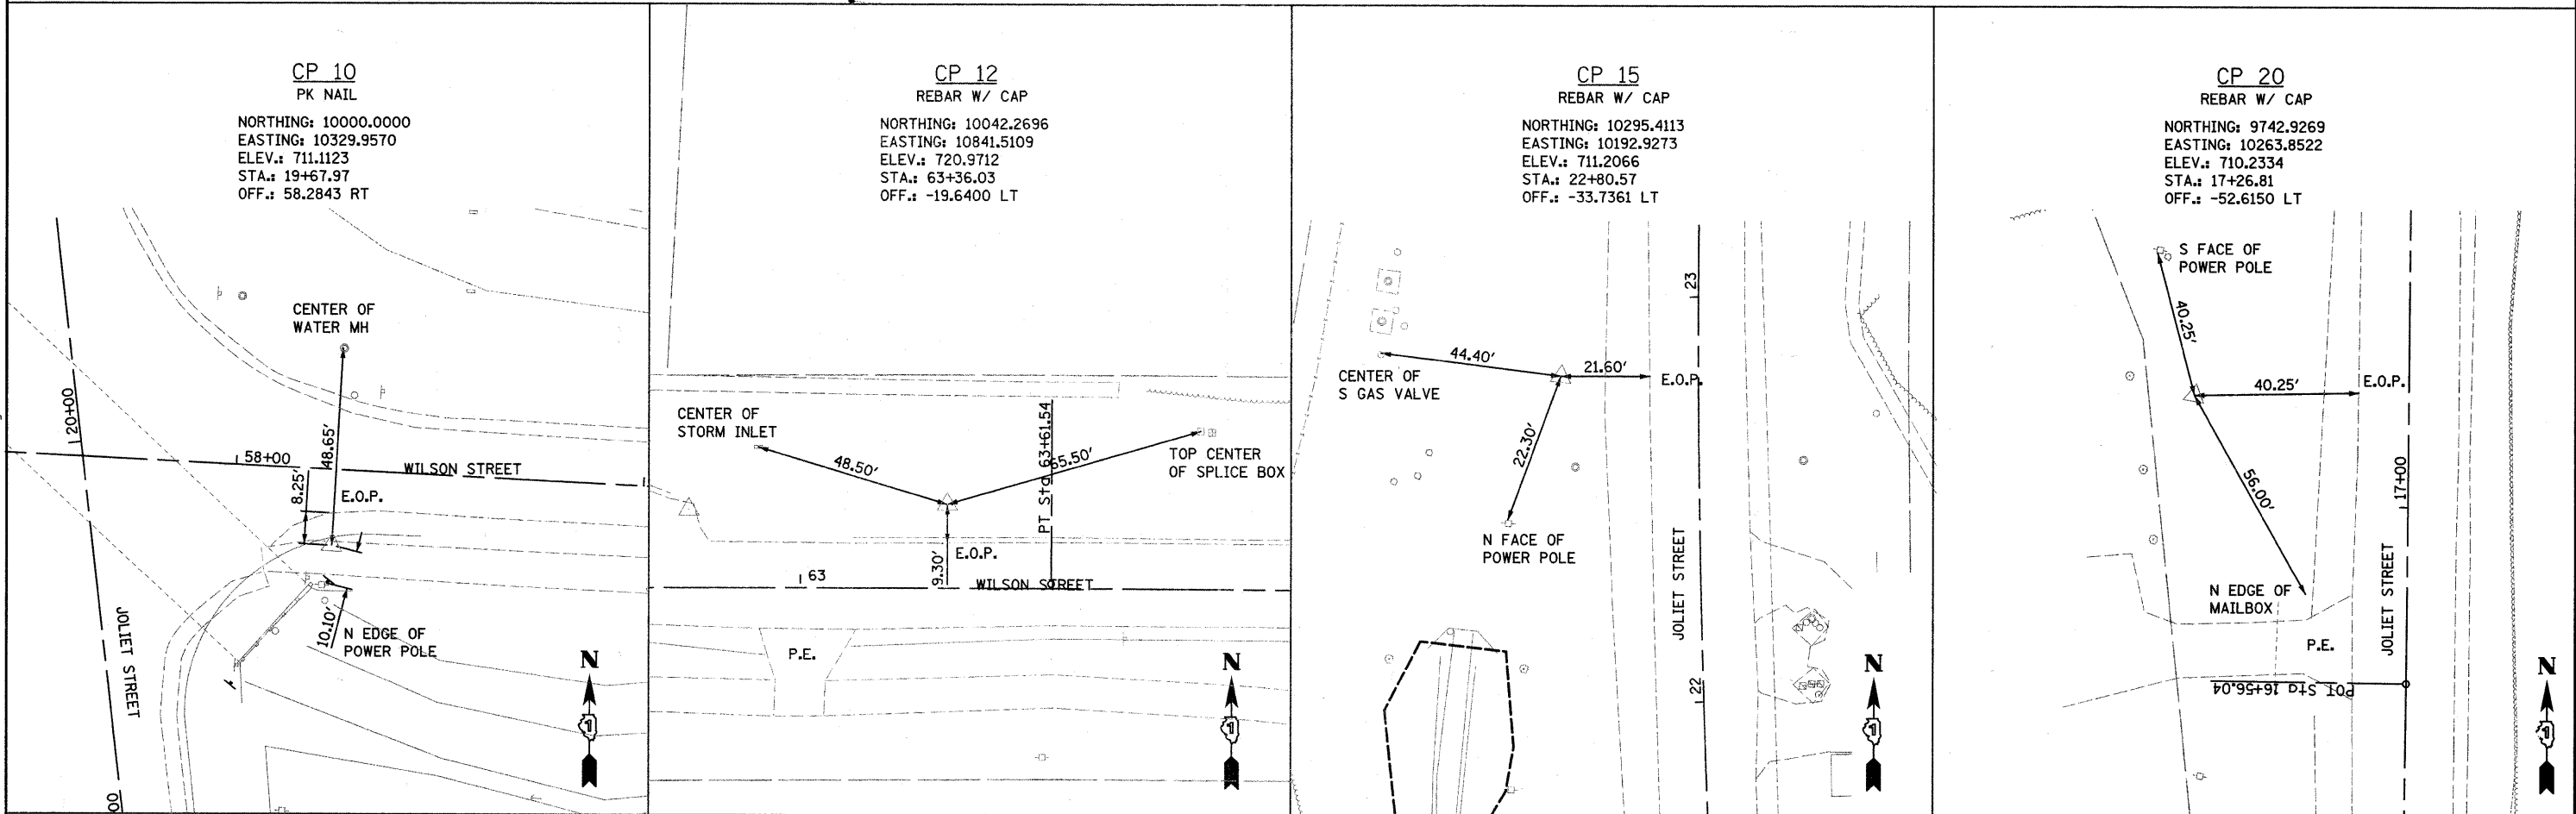 CP 10
PK NAIL
NORTHING: 10000.0000
EASTING: 10329.9570
ELEV.: 711.1123
STA.: 19+67.97
OFF.: 58.2843 RT
CENTER OF
WATER MH
20+00
48.65'
58+00
WILSON STREET
8.25'
E.O.P.
10.10'
N EDGE OF
POWER POLE
JOLIET STREET
00
N
1
CP 12
REBAR W/ CAP
NORTHING: 10042.2696
EASTING: 10841.5109
ELEV.: 720.9712
STA.: 63+36.03
OFF.: -19.6400 LT
CENTER OF
STORM INLET
48.50'
65.50'
PT Sta 63+61.54
TOP CENTER
OF SPLICE BOX
9.30'
E.O.P.
63
WILSON STREET
P.E.
N
1
CP 15
REBAR W/ CAP
NORTHING: 10295.4113
EASTING: 10192.9273
ELEV.: 711.2066
STA.: 22+80.57
OFF.: -33.7361 LT
23
44.40'
21.60'
E.O.P.
CENTER OF
S GAS VALVE
22.30'
N FACE OF
POWER POLE
JOLIET STREET
22
N
1
CP 20
REBAR W/ CAP
NORTHING: 9742.9269
EASTING: 10263.8522
ELEV.: 710.2334
STA.: 17+26.81
OFF.: -52.6150 LT
S FACE OF
POWER POLE
40.25'
40.25'
E.O.P.
56.00'
17+00
N EDGE OF
MAILBOX
JOLIET STREET
P.E.
POT Sta 16+56.04
N
1